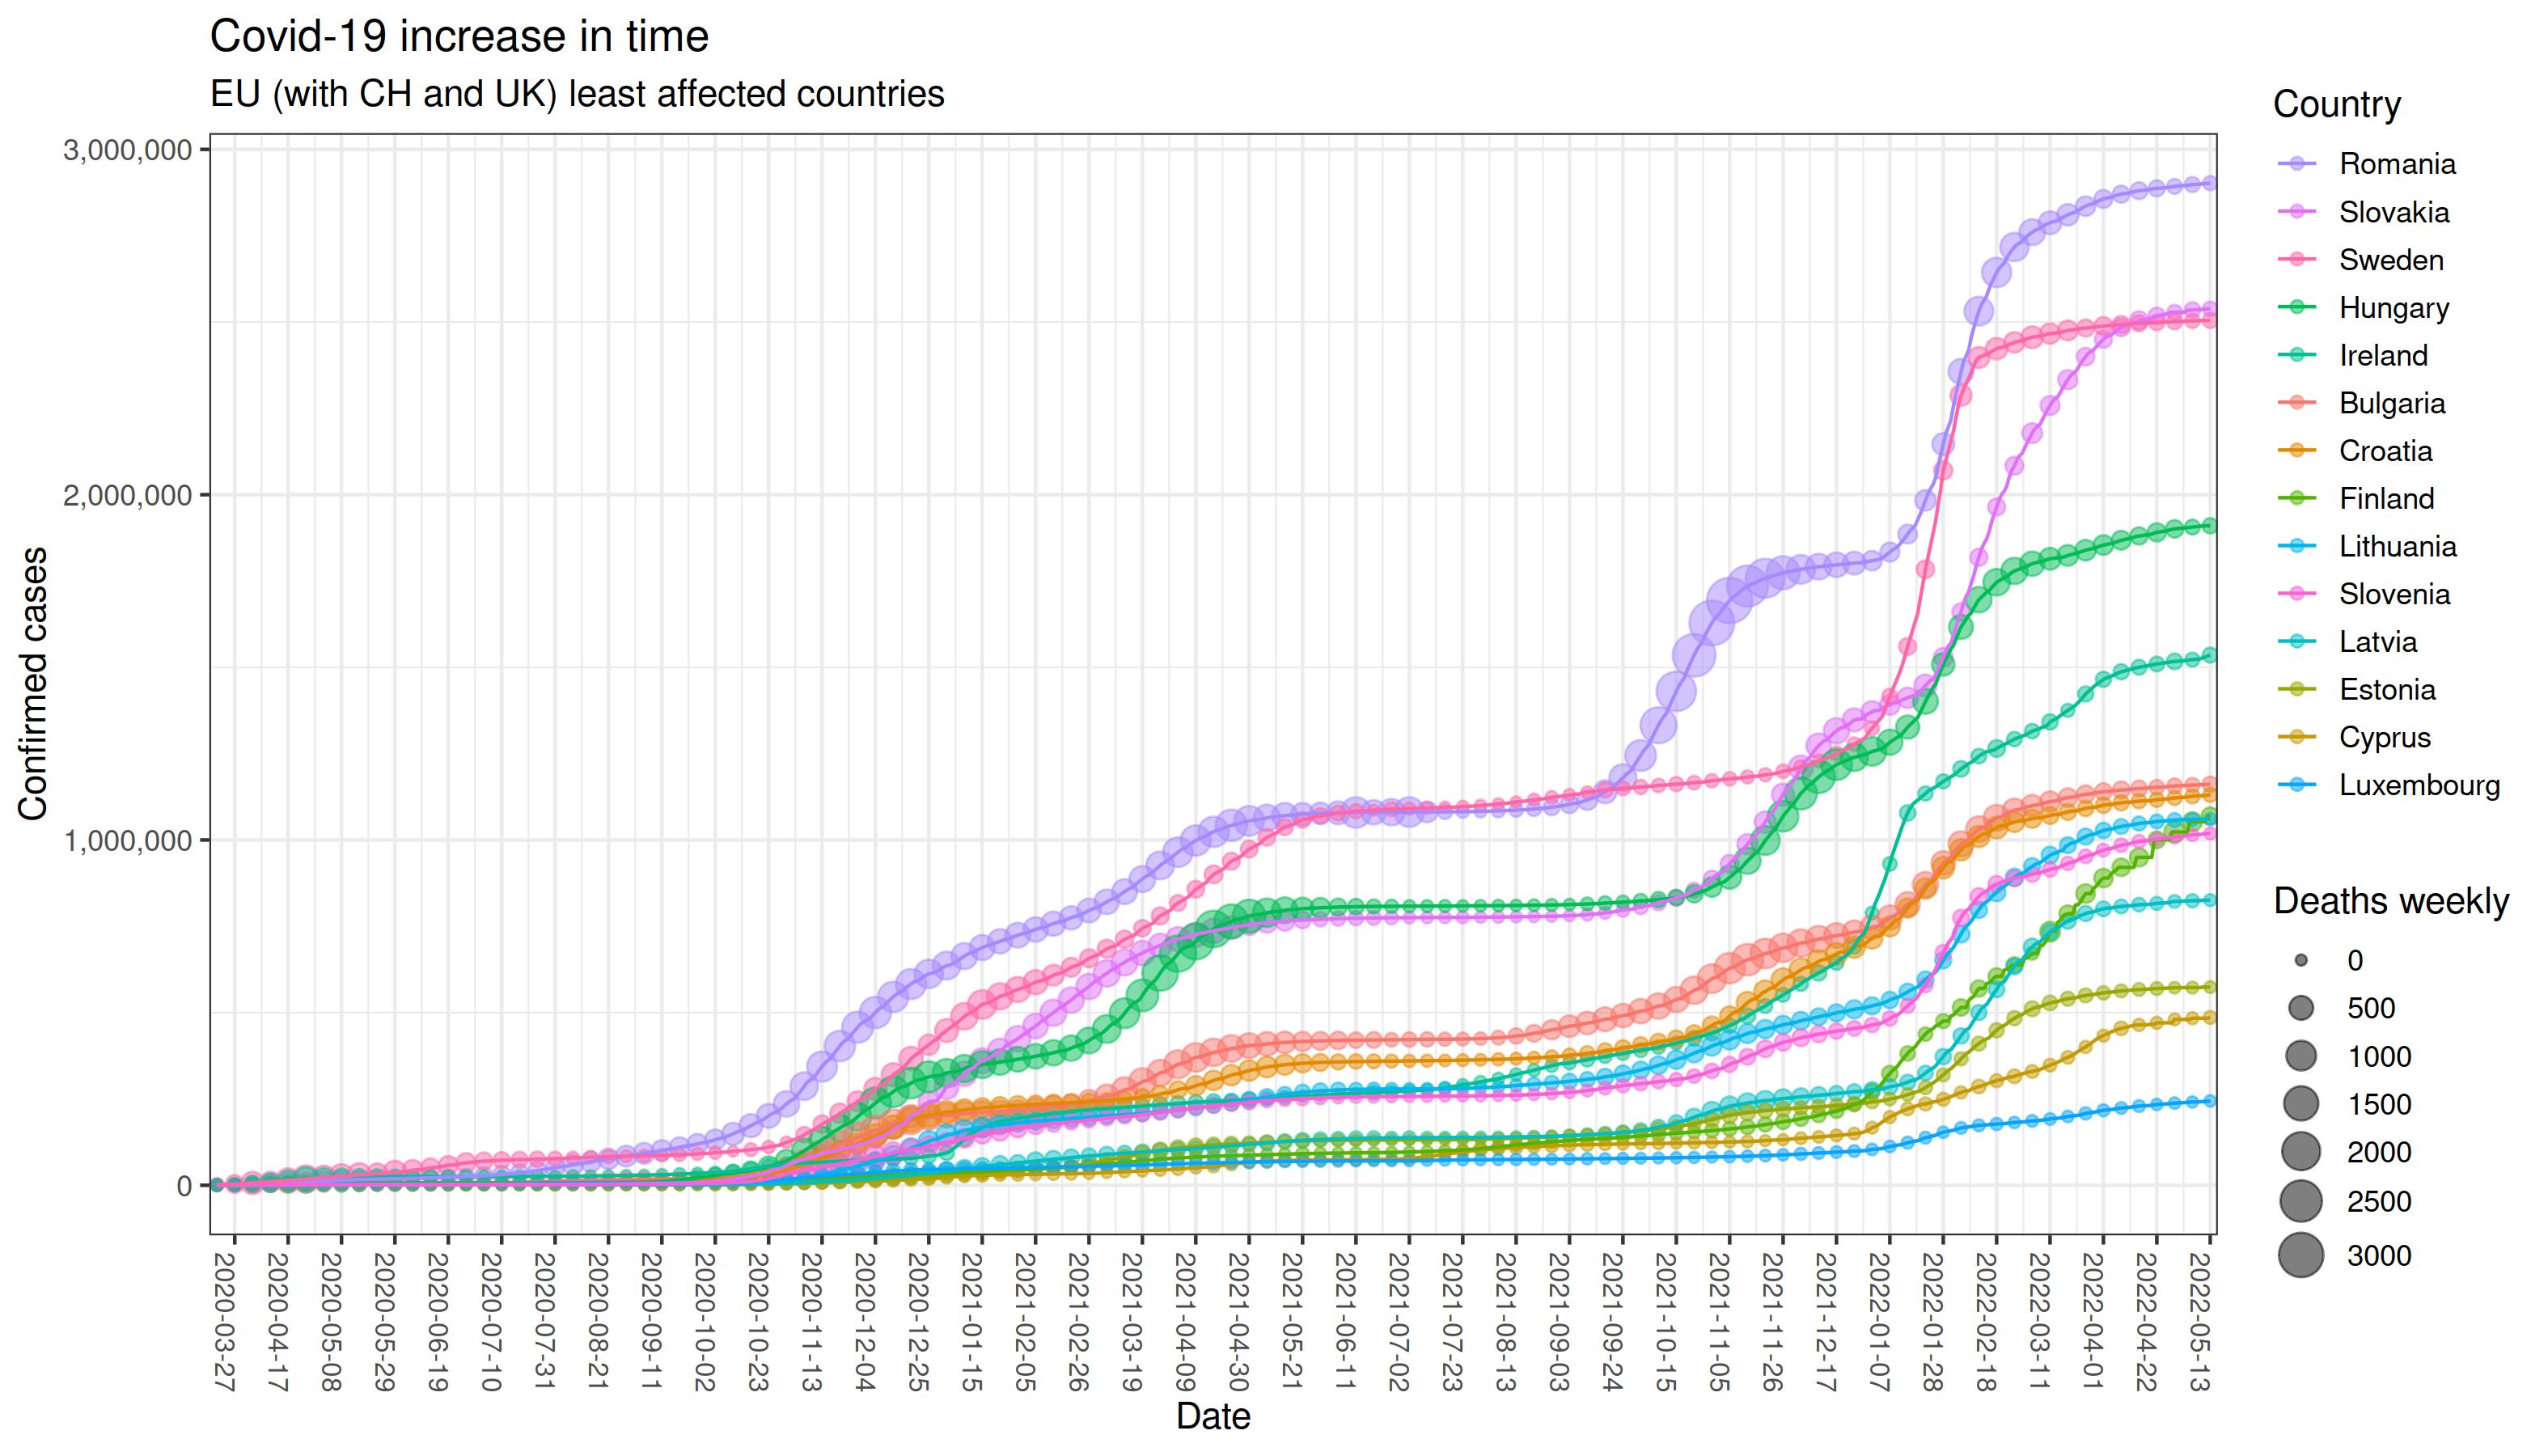 Covid-19 increase in time
EU (with CH and UK) least affected countries
Confirmed cases
3,000,000
2,000,000
1,000,000
0
2020-03-27
2020-04-17
2020-05-08
2020-05-29
2020-06-19
2020-07-10
2020-07-31
2020-08-21
2020-09-11
2020-10-02
2020-10-23
2020-11-13
2020-12-04
2020-12-25
2021-01-15
2021-02-05
2021-02-26
2021-03-19
2021-04-09
2021-04-30
2021-05-21
2021-06-11
2021-07-02
2021-07-23
2021-08-13
2021-09-03
2021-09-24
2021-10-15
2021-11-05
2021-11-26
2021-12-17
2022-01-07
2022-01-28
2022-02-18
2022-03-11
2022-04-01
2022-04-22
2022-05-13
Date
Country
Romania
Slovakia
Sweden
Hungary
Ireland
Bulgaria
Croatia
Finland
Lithuania
Slovenia
Latvia
Estonia
Cyprus
Luxembourg
Deaths weekly
0
500
1000
1500
2000
2500
3000